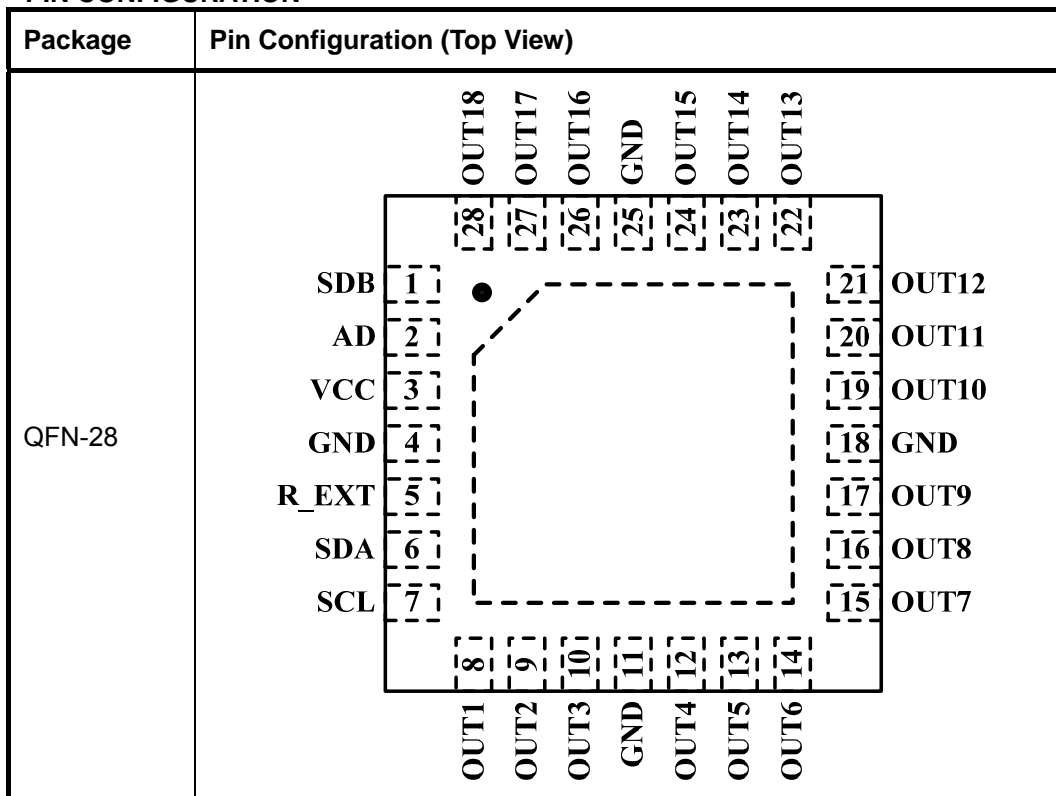 PIN CONFIGURATION
Package Pin Configuration (Top View)
QFN-28
OUT18 OUT17 OUT16 GND OUT15 OUT14 OUT13
28 27 26 25 24 23 22
SDB 1 21 OUT12
AD 2 20 OUT11
VCC 3 19 OUT10
GND 4 18 GND
R_EXT 5 17 OUT9
SDA 6 16 OUT8
SCL 7 15 OUT7
8 9 10 11 12 13 14
OUT1 OUT2 OUT3 GND OUT4 OUT5 OUT6